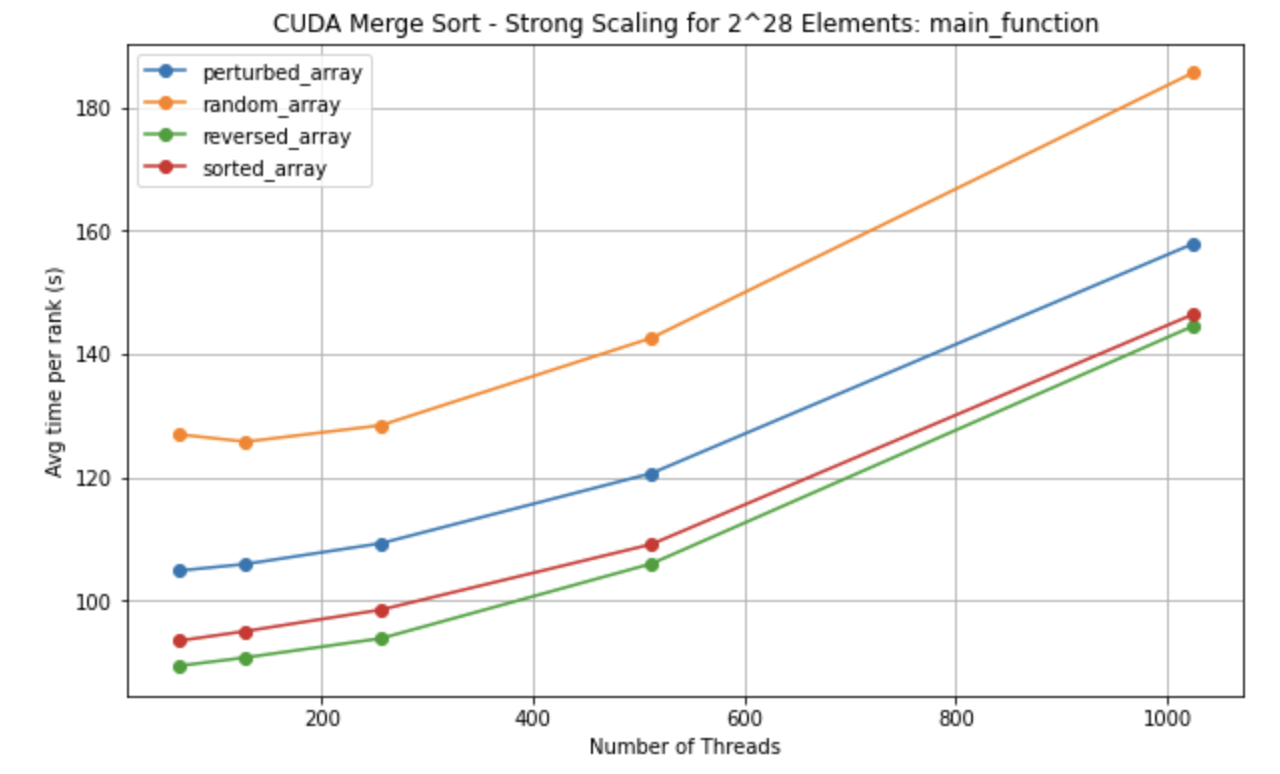 CUDA Merge Sort - Strong Scaling for 2^28 Elements: main_function
perturbed_array
random_array
reversed_array
sorted_array
Avg time per rank (s)
180
160
140
120
100
200
400
600
800
1000
Number of Threads